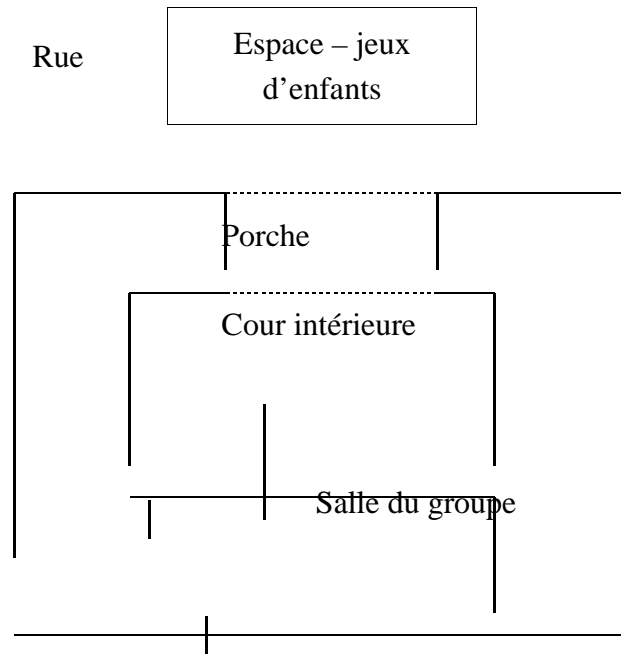 Rue
Espace – jeux
d’enfants
Porche
Cour intérieure
Salle du groupe